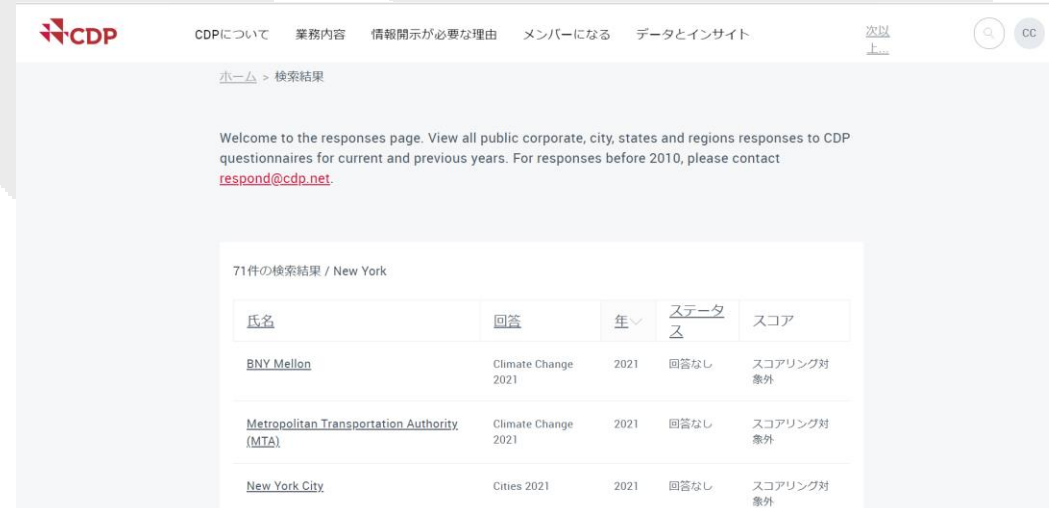 CDP
CDPについて 業務内容 情報開示が必要な理由 メンバーになる データとインサイト 次以上... CC
ホーム > 検索結果
Welcome to the responses page. View all public corporate, city, states and regions responses to CDP
questionnaires for current and previous years. For responses before 2010, please contact
respond@cdp.net.
71件の検索結果 / New York
氏名 回答 年 ステータス スコア
BNY Mellon Climate Change 2021 2021 回答なし スコアリング対象外
Metropolitan Transportation Authority (MTA) Climate Change 2021 2021 回答なし スコアリング対象外
New York City Cities 2021 2021 回答なし スコアリング対象外